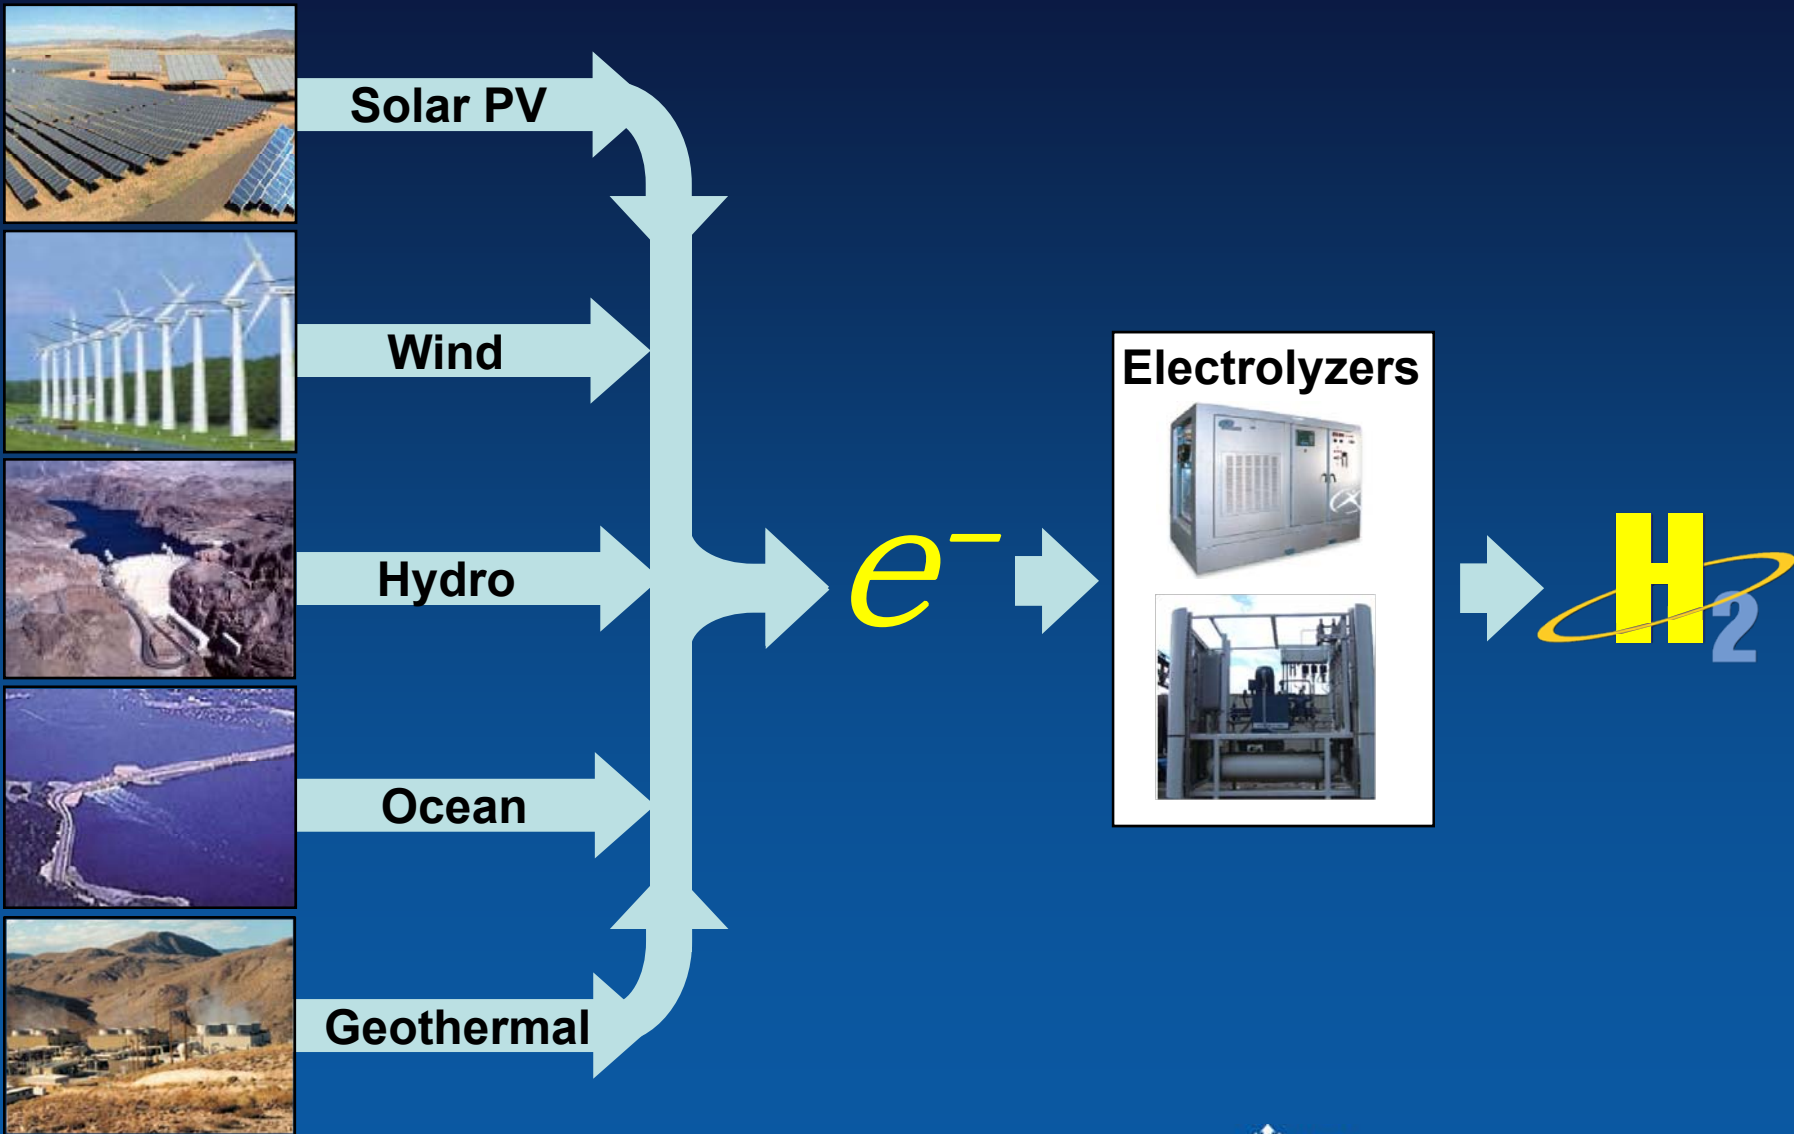 Solar PV
Wind
Electrolyzers
Hydro
e⁻
H₂
Ocean
Geothermal